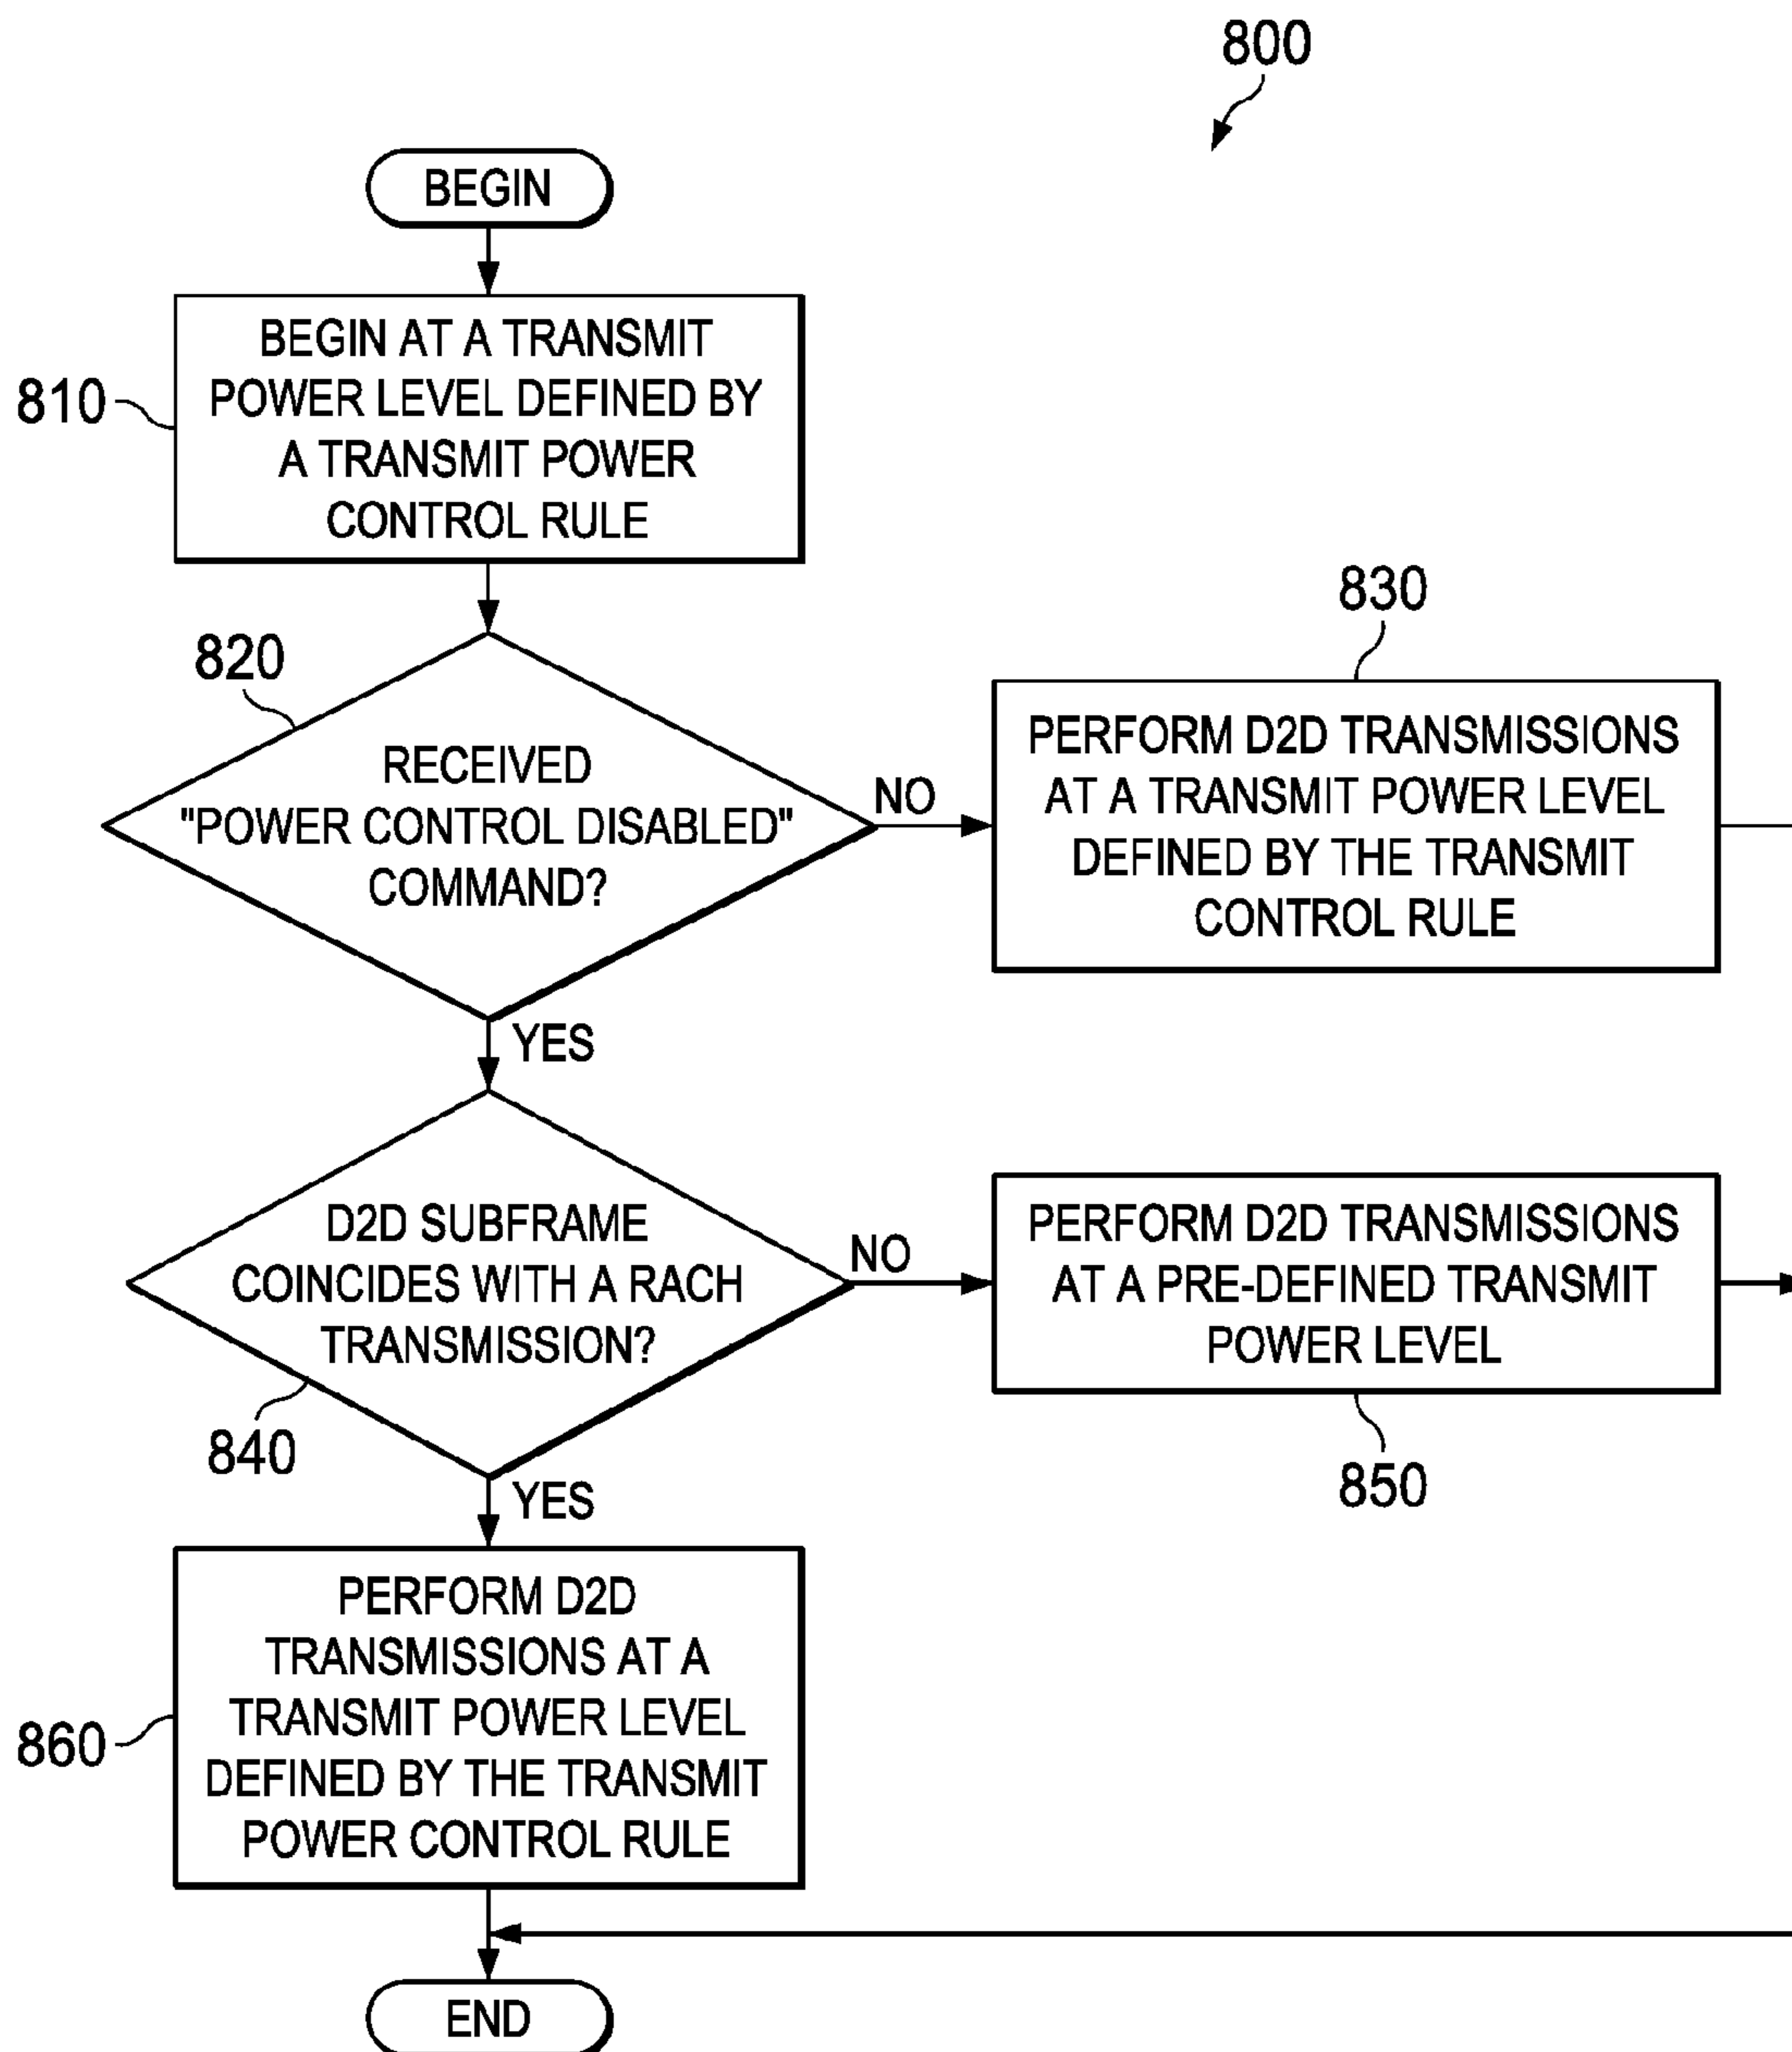 800
BEGIN
810
BEGIN AT A TRANSMIT
POWER LEVEL DEFINED BY
A TRANSMIT POWER
CONTROL RULE
820
RECEIVED
"POWER CONTROL DISABLED"
COMMAND?
NO
830
PERFORM D2D TRANSMISSIONS
AT A TRANSMIT POWER LEVEL
DEFINED BY THE TRANSMIT
CONTROL RULE
YES
D2D SUBFRAME
COINCIDES WITH A RACH
TRANSMISSION?
840
NO
PERFORM D2D TRANSMISSIONS
AT A PRE-DEFINED TRANSMIT
POWER LEVEL
850
YES
860
PERFORM D2D
TRANSMISSIONS AT A
TRANSMIT POWER LEVEL
DEFINED BY THE TRANSMIT
POWER CONTROL RULE
END